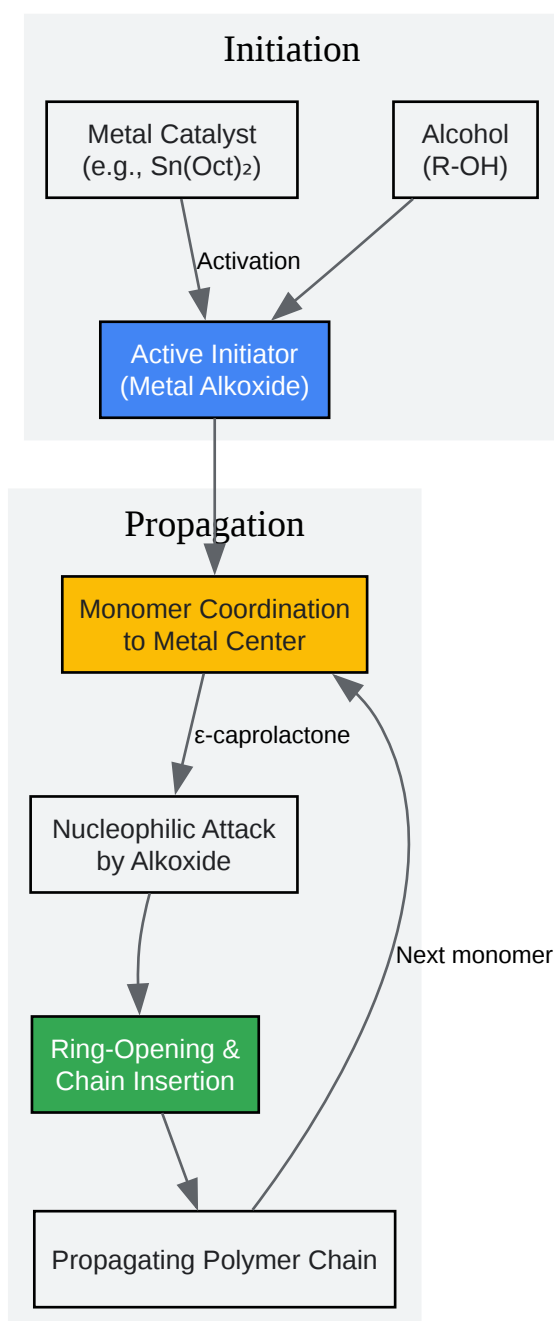 Initiation
Metal Catalyst
(e.g., Sn(Oct)₂)
Alcohol
(R-OH)
Activation
Active Initiator
(Metal Alkoxide)
Propagation
Monomer Coordination
to Metal Center
ε-caprolactone
Nucleophilic Attack
by Alkoxide
Next monomer
Ring-Opening &
Chain Insertion
Propagating Polymer Chain